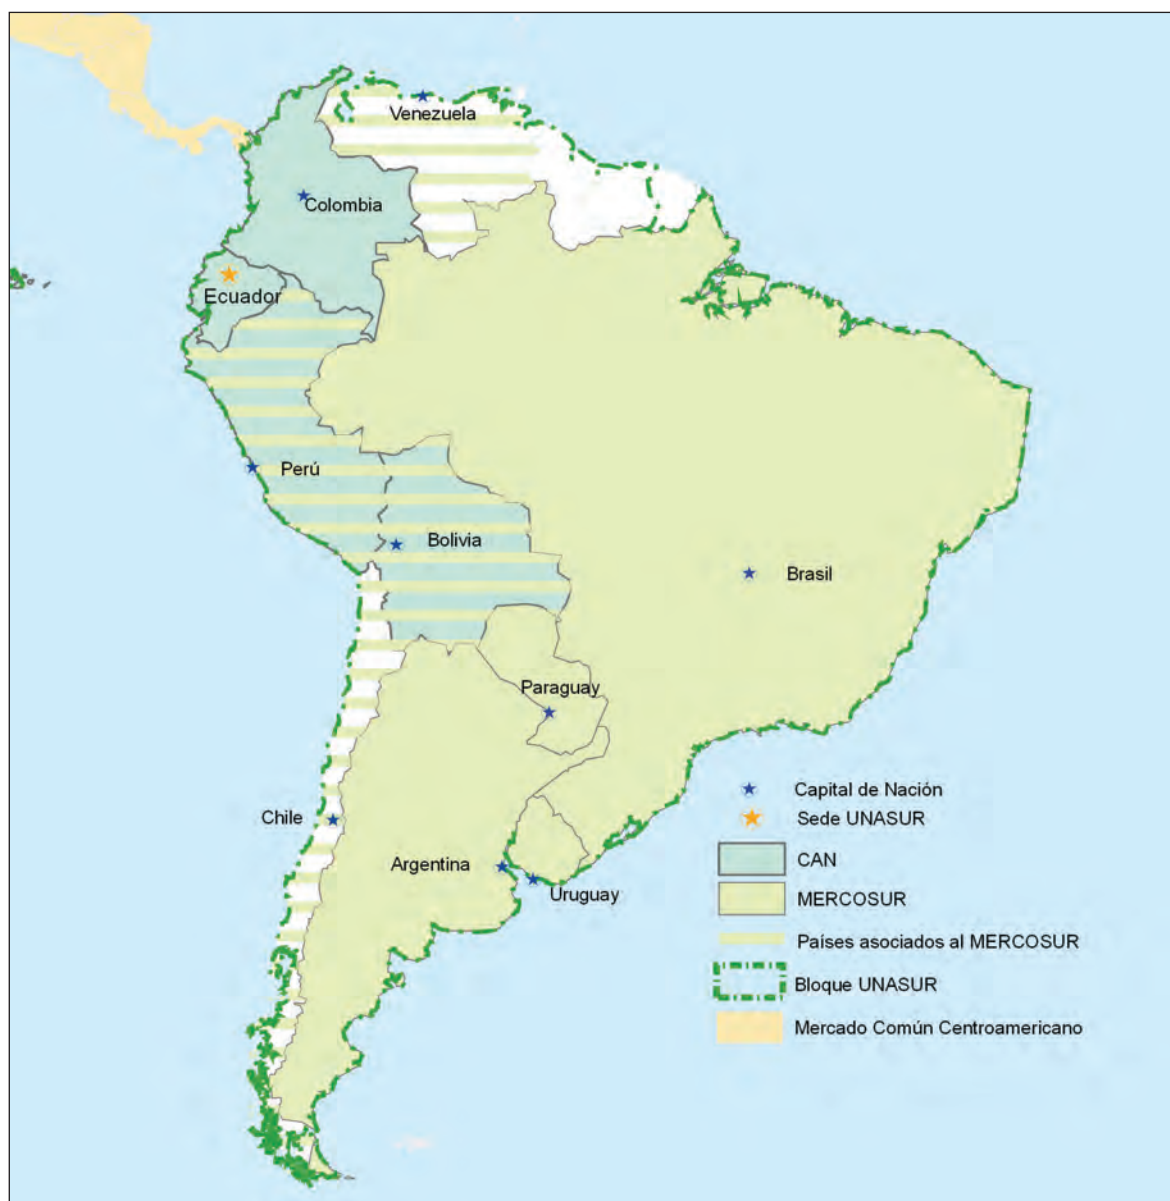 Venezuela
Colombia
Ecuador
Perú
Bolivia
Brasil
Paraguay
Chile
Argentina
Uruguay
Capital de Nación
Sede UNASUR
CAN
MERCOSUR
Países asociados al MERCOSUR
Bloque UNASUR
Mercado Común Centroamericano